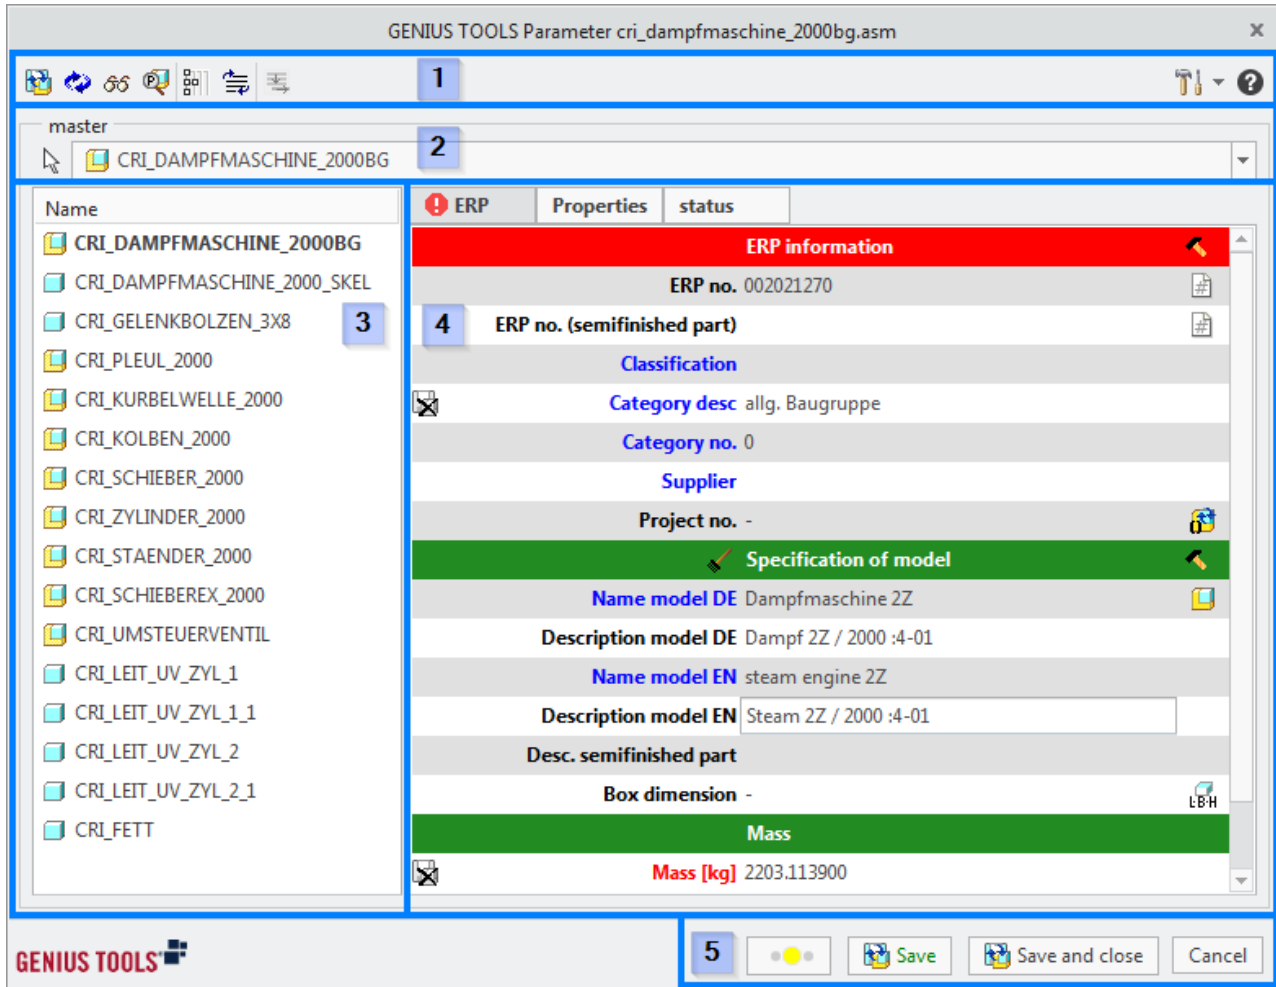 GENIUS TOOLS Parameter cri_dampfmaschine_2000bg.asm x
1
master
CRI_DAMPFMASCHINE_2000BG
2
Name
CRI_DAMPFMASCHINE_2000BG
CRI_DAMPFMASCHINE_2000_SKEL
CRI_GELENKBOLZEN_3X8
3
CRI_PLEUL_2000
CRI_KURBELWELLE_2000
CRI_KOLBEN_2000
CRI_SCHIEBER_2000
CRI_ZYLINDER_2000
CRI_STAENDER_2000
CRI_SCHIEBEREX_2000
CRI_UMSTEUERVENTIL
CRI_LEIT_UV_ZYL_1
CRI_LEIT_UV_ZYL_1_1
CRI_LEIT_UV_ZYL_2
CRI_LEIT_UV_ZYL_2_1
CRI_FETT
ERP Properties status
ERP information
ERP no. 002021270
4
ERP no. (semifinished part)
Classification
Category desc allg. Baugruppe
Category no. 0
Supplier
Project no. -
Specification of model
Name model DE Dampfmaschine 2Z
Description model DE Dampf 2Z / 2000 :4-01
Name model EN steam engine 2Z
Description model EN Steam 2Z / 2000 :4-01
Desc. semifinished part
Box dimension - L·B·H
Mass
Mass [kg] 2203.113900
GENIUS TOOLS
5
Save Save and close Cancel